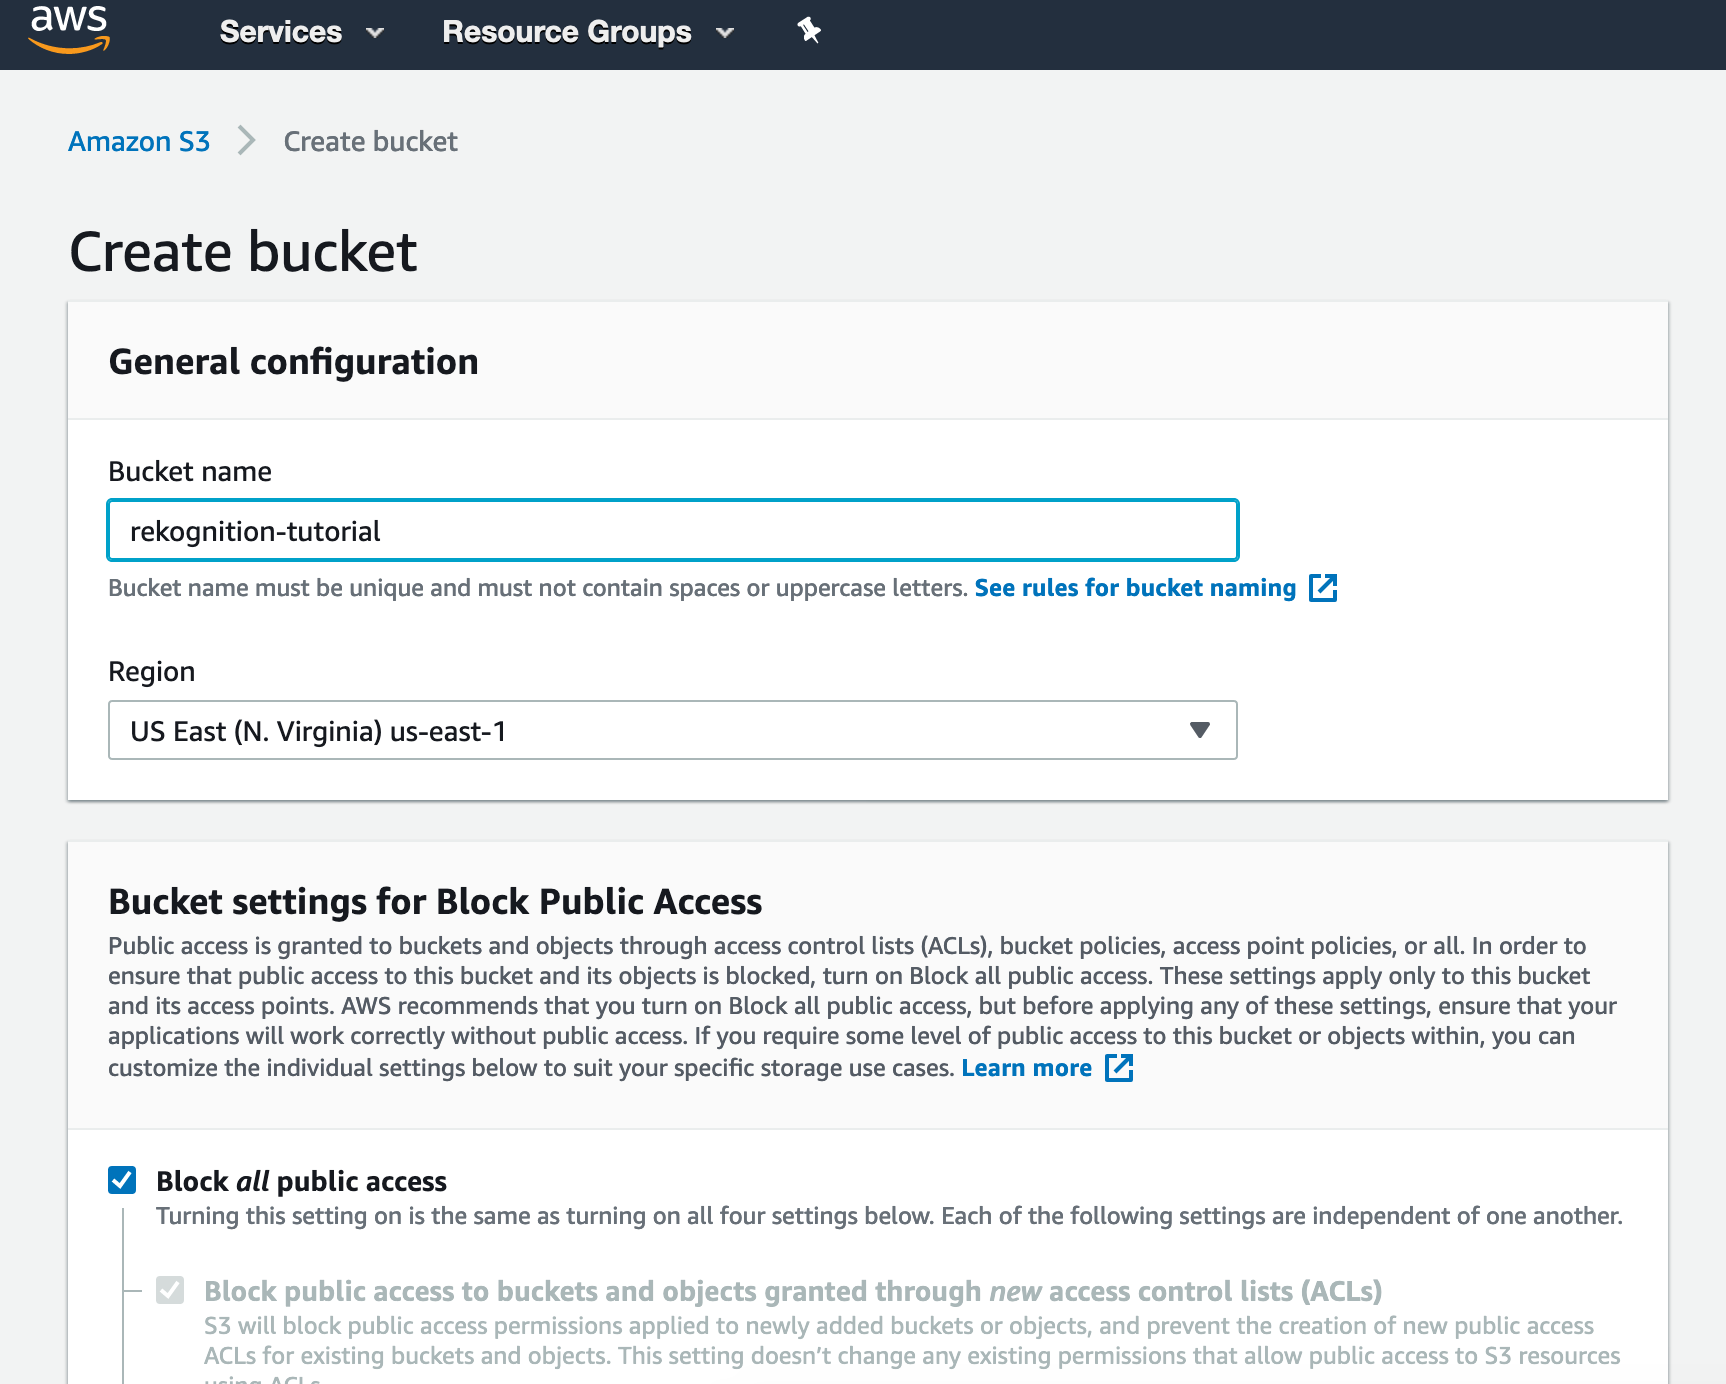 aws Services Resource Groups
Amazon S3 Create bucket
Create bucket
General configuration
Bucket name
rekognition-tutorial
Bucket name must be unique and must not contain spaces or uppercase letters. See rules for bucket naming
Region
US East (N. Virginia) us-east-1
Bucket settings for Block Public Access
Public access is granted to buckets and objects through access control lists (ACLs), bucket policies, access point policies, or all. In order to
ensure that public access to this bucket and its objects is blocked, turn on Block all public access. These settings apply only to this bucket
and its access points. AWS recommends that you turn on Block all public access, but before applying any of these settings, ensure that your
applications will work correctly without public access. If you require some level of public access to this bucket or objects within, you can
customize the individual settings below to suit your specific storage use cases. Learn more
Block all public access
Turning this setting on is the same as turning on all four settings below. Each of the following settings are independent of one another.
Block public access to buckets and objects granted through new access control lists (ACLs)
S3 will block public access permissions applied to newly added buckets or objects, and prevent the creation of new public access
ACLs for existing buckets and objects. This setting doesn’t change any existing permissions that allow public access to S3 resources
using ACLs